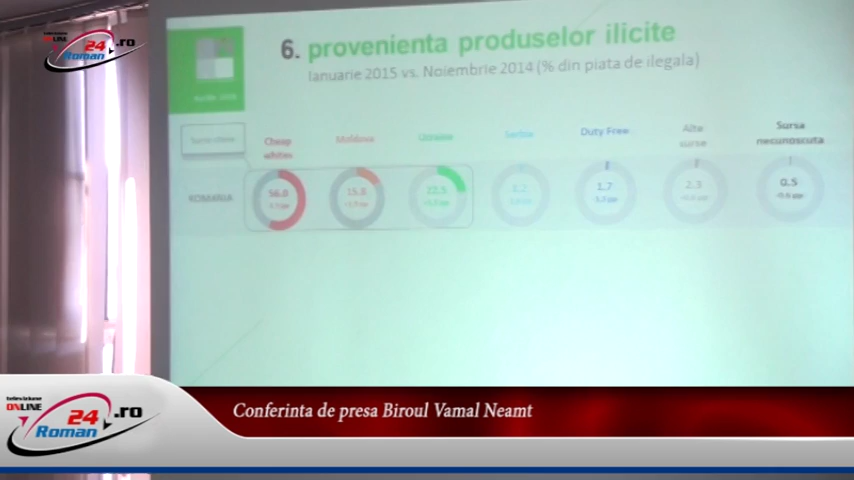 televiziune
ONLINE
24 .ro
Roman
6. provenienta produselor ilicite
Ianuarie 2015 vs. Noiembrie 2014 (% din piata de ilegala)
Cheap
whites
Moldova
Ucraina
Serbia
Duty Free
Alte
surse
Sursa
necunoscuta
ROMANIA
56.0
15.8
22.5
1.7
2.3
0.5
televiziune
ONLINE
24 .ro
Roman
Conferinta de presa Biroul Vamal Neamt